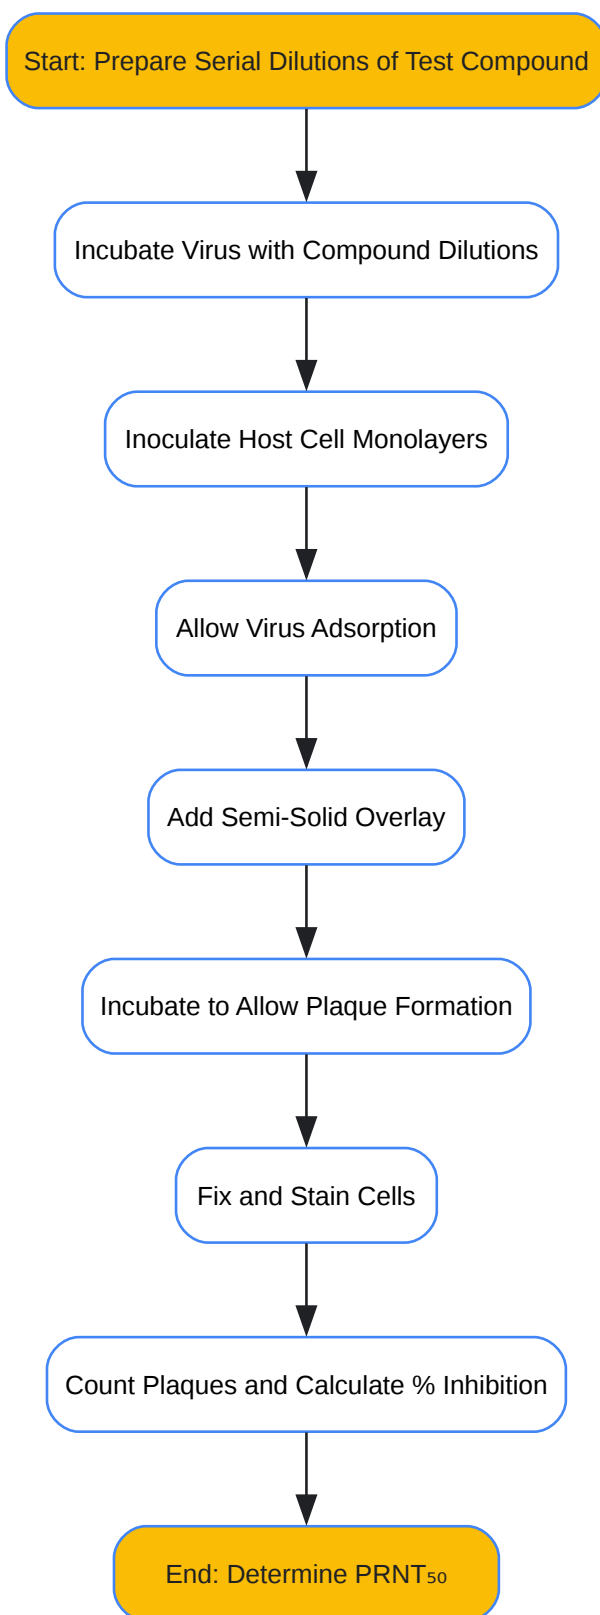 Start: Prepare Serial Dilutions of Test Compound
Incubate Virus with Compound Dilutions
Inoculate Host Cell Monolayers
Allow Virus Adsorption
Add Semi-Solid Overlay
Incubate to Allow Plaque Formation
Fix and Stain Cells
Count Plaques and Calculate % Inhibition
End: Determine PRNT₅₀